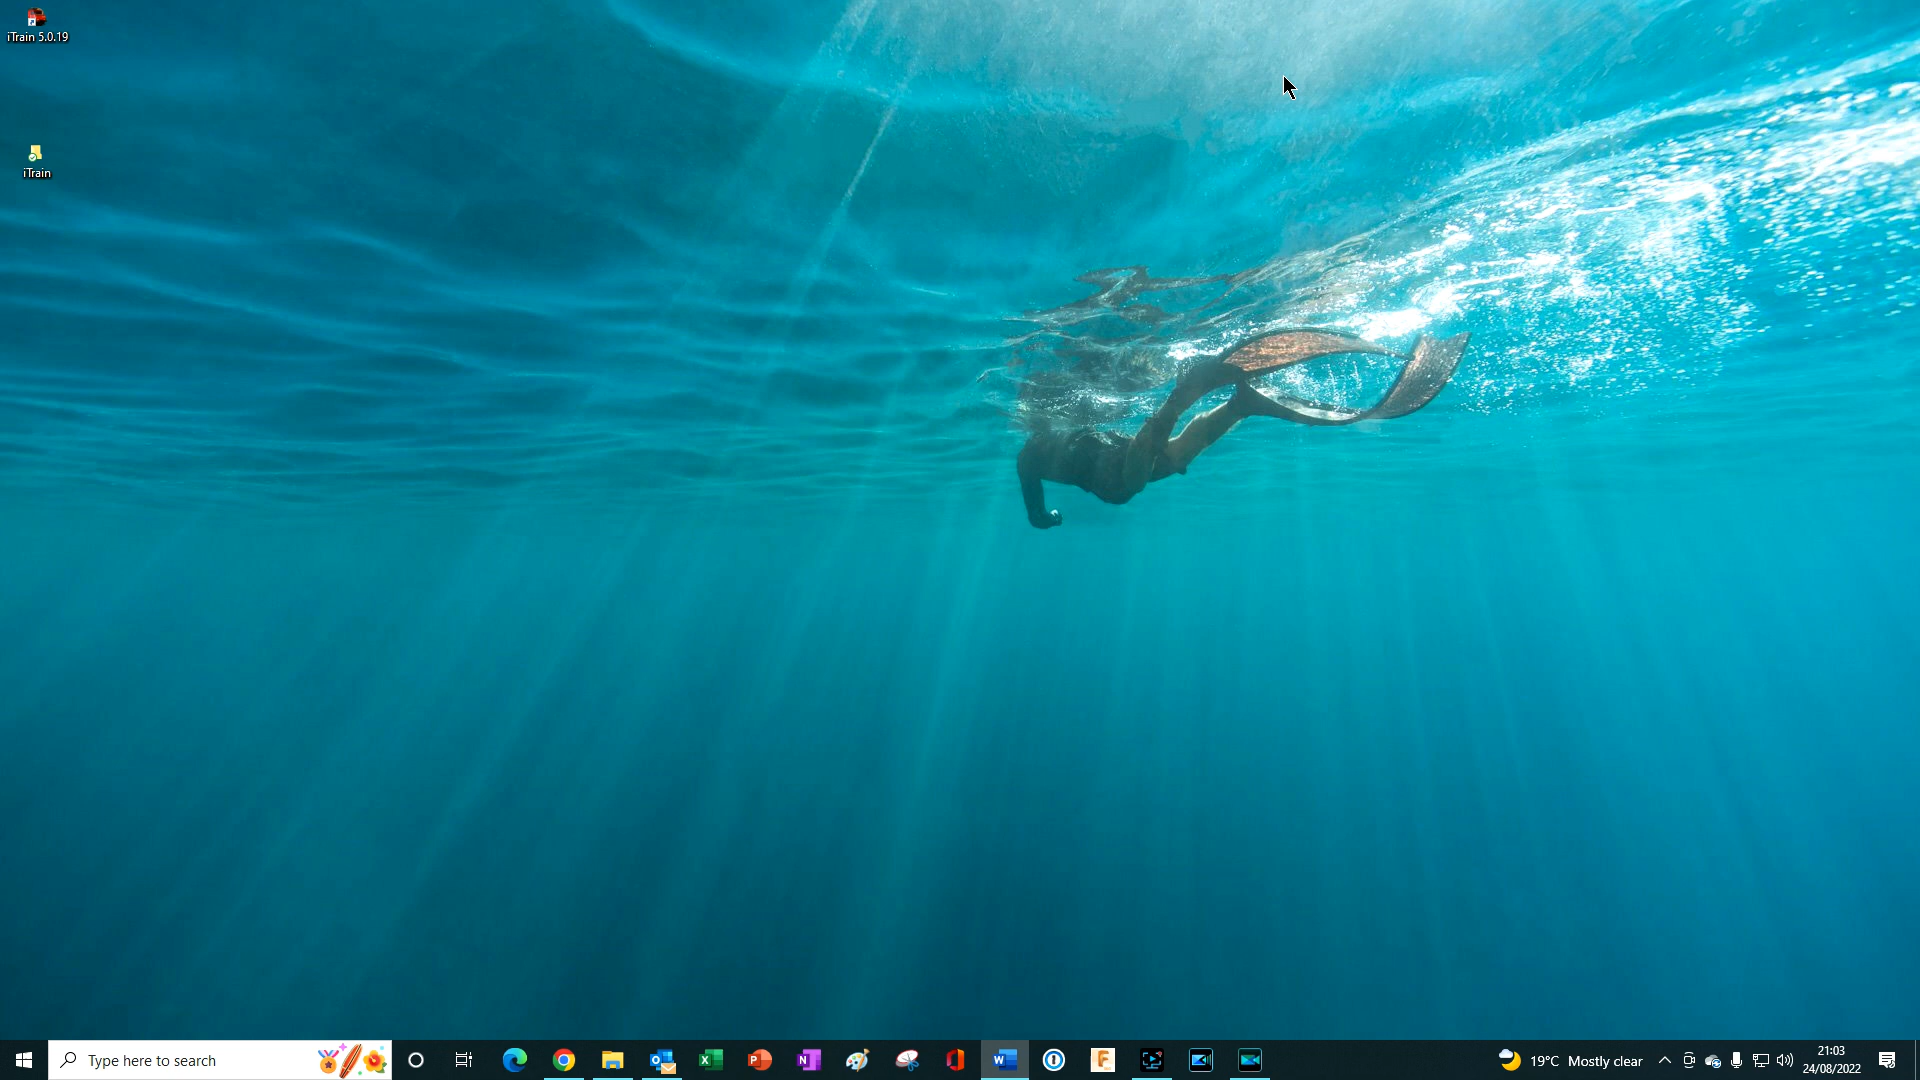 iTrain 5.0.19
iTrain
Type here to search
19°C Mostly clear
21:03
24/08/2022